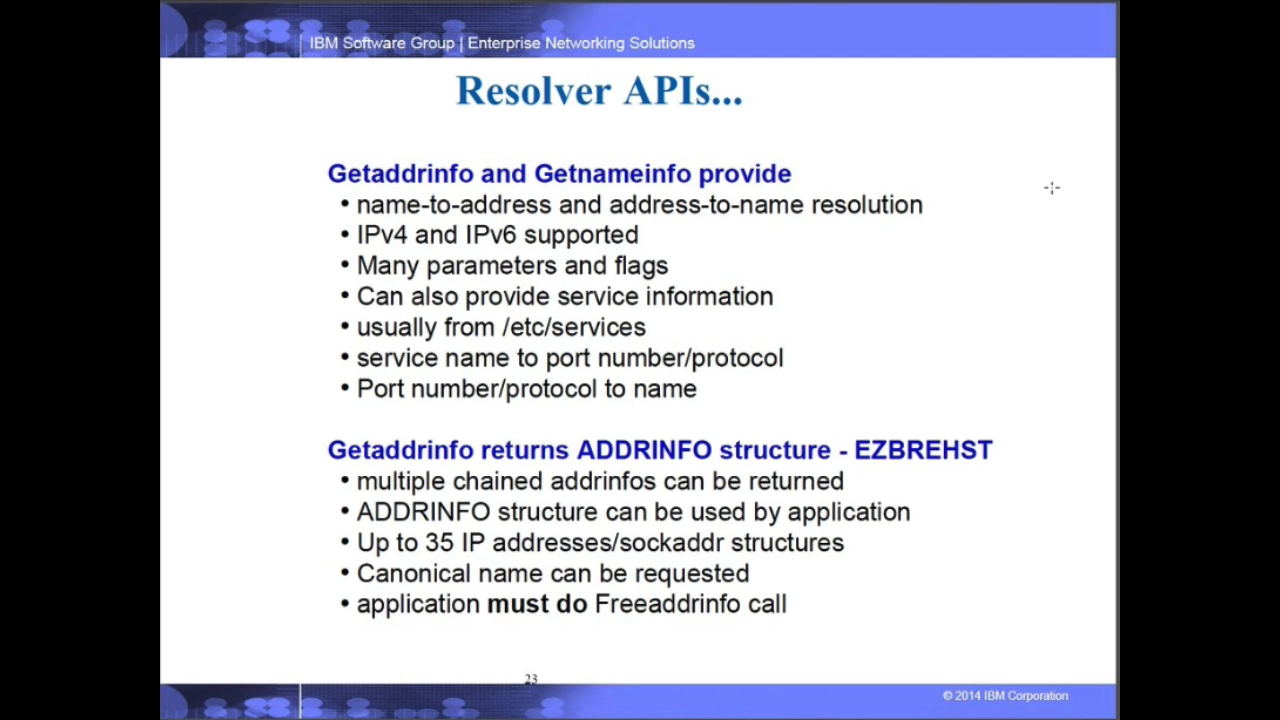 IBM Software Group | Enterprise Networking Solutions
Resolver APIs...
Getaddrinfo and Getnameinfo provide
• name-to-address and address-to-name resolution
• IPv4 and IPv6 supported
• Many parameters and flags
• Can also provide service information
• usually from /etc/services
• service name to port number/protocol
• Port number/protocol to name
Getaddrinfo returns ADDRINFO structure - EZBREHST
• multiple chained addrinfos can be returned
• ADDRINFO structure can be used by application
• Up to 35 IP addresses/sockaddr structures
• Canonical name can be requested
• application must do Freeaddrinfo call
23
© 2014 IBM Corporation